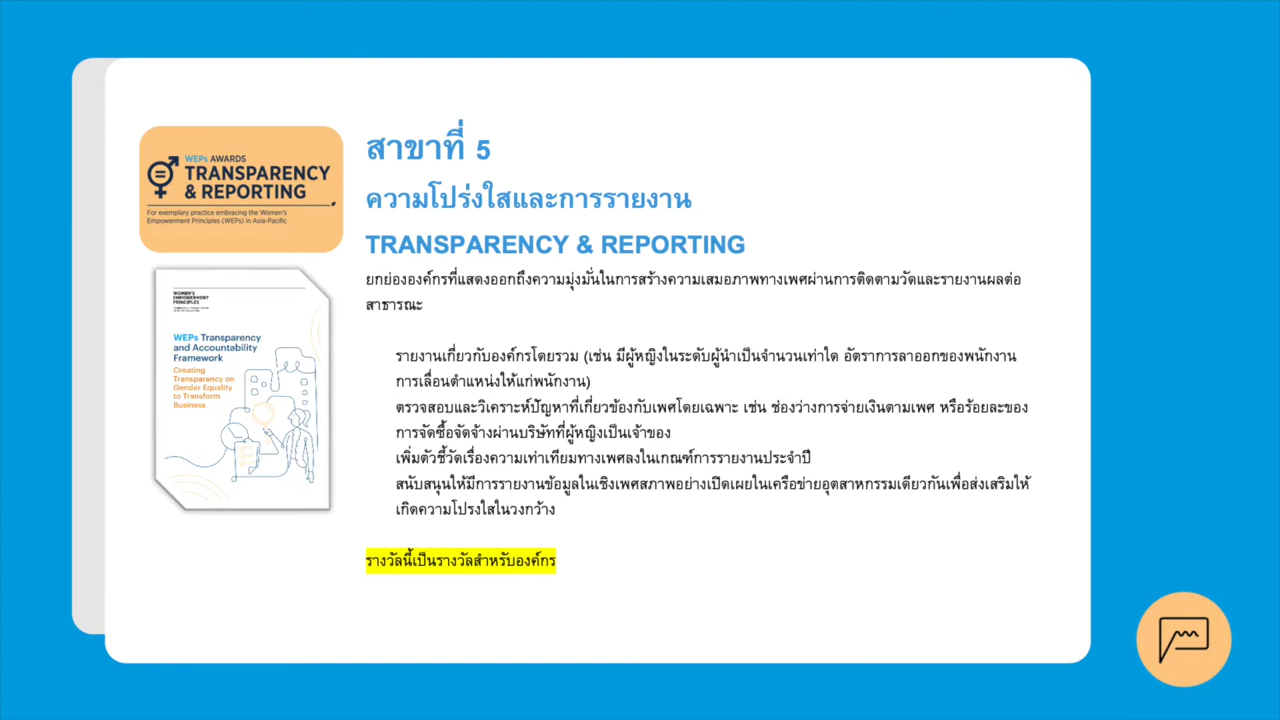 WEPs AWARDS
TRANSPARENCY
& REPORTING
For exemplary practice embracing the Women's
Empowerment Principles (WEPs) in Asia-Pacific
WOMEN'S
EMPOWERMENT
PRINCIPLES
WEPs Transparency
and Accountability
Framework
Creating
Transparency on
Gender Equality
to Transform
Business
สาขาที่ 5
ความโปร่งใสและการรายงาน
TRANSPARENCY & REPORTING
ยกย่ององค์กรที่แสดงออกถึงความมุ่งมั่นในการสร้างความเสมอภาพทางเพศผ่านการติดตามวัดและรายงานผลต่อ
สาธารณะ
รายงานเกี่ยวกับองค์กรโดยรวม (เช่น มีผู้หญิงในระดับผู้นำเป็นจำนวนเท่าใด อัตราการลาออกของพนักงาน
การเลื่อนตำแหน่งให้แก่พนักงาน)
ตรวจสอบและวิเคราะห์ปัญหาที่เกี่ยวข้องกับเพศโดยเฉพาะ เช่น ช่องว่างการจ่ายเงินตามเพศ หรือร้อยละของ
การจัดซื้อจัดจ้างผ่านบริษัทที่ผู้หญิงเป็นเจ้าของ
เพิ่มตัวชี้วัดเรื่องความเท่าเทียมทางเพศลงในเกณฑ์การรายงานประจำปี
สนับสนุนให้มีการรายงานข้อมูลในเชิงเพศสภาพอย่างเปิดเผยในเครือข่ายอุตสาหกรรมเดียวกันเพื่อส่งเสริมให้
เกิดความโปรงใสในวงกว้าง
รางวัลนี้เป็นรางวัลสำหรับองค์กร